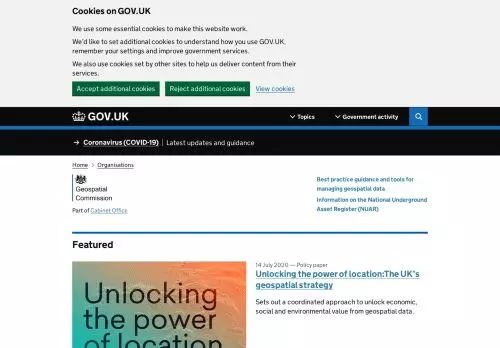 Cookies on GOV.UK
We use some essential cookies to make this website work.
We'd like to set additional cookies to understand how you use GOV.UK,
remember your settings and improve government services.
We also use cookies set by other sites to help us deliver content from their
services.
Accept additional cookies
Reject additional cookies
View cookies
GOV.UK
Topics
Government activity
→ Coronavirus (COVID-19) | Latest updates and guidance
Home > Organisations
Geospatial
Commission
Part of Cabinet Office
Best practice guidance and tools for
managing geospatial data
Information on the National Underground
Asset Register (NUAR)
Featured
Unlocking
the power
of location
14 July 2020 — Policy paper
Unlocking the power of location:The UK's
geospatial strategy
Sets out a coordinated approach to unlock economic,
social and environmental value from geospatial data.